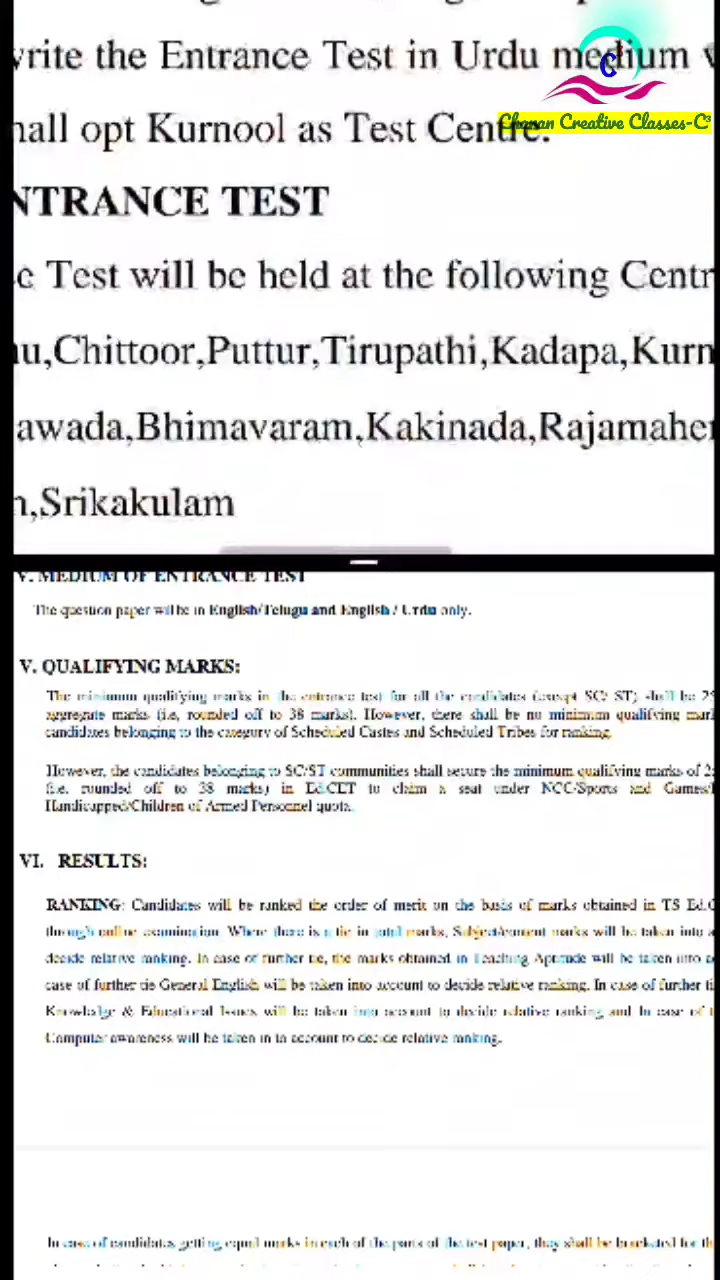 write the Entrance Test in Urdu medium
C³
Chanan Creative Classes-C³
hall opt Kurnool as Test Centre.
NTRANCE TEST
e Test will be held at the following Centr
u,Chittoor,Puttur,Tirupathi,Kadapa,Kurn
awada,Bhimavaram,Kakinada,Rajamahe
n,Srikakulam
V. MEDIUM OF ENTRANCE TEST
The question paper will be in English/Telugu and English / Urdu only.
V. QUALIFYING MARKS:
The minimum qualifying marks in the entrance test for all the candidates (except SC/ ST) shall be 25
aggregate marks (i.e, rounded off to 38 marks). However, there shall be no minimum qualifying mar
candidates belonging to the category of Scheduled Castes and Scheduled Tribes for ranking.
However, the candidates belonging to SC/ST communities shall secure the minimum qualifying marks of 2
(i.e. rounded off to 38 marks) in Ed.CET to claim a seat under NCC/Sports and Games/
Handicapped/Children of Armed Personnel quota.
VI. RESULTS:
RANKING: Candidates will be ranked the order of merit on the basis of marks obtained in TS Ed.C
through online examination. Where there is a tie in total marks, Subject/content marks will be taken into a
decide relative ranking. In case of further tie, the marks obtained in Teaching Aptitude will be taken into a
case of further tie General English will be taken into account to decide relative ranking. In case of further ti
Knowledge & Educational Issues will be taken into account to decide relative ranking and In case of
Computer awareness will be taken in to account to decide relative ranking.
In case of candidates getting equal marks in each of the parts of the test paper, they shall be bracketed for th